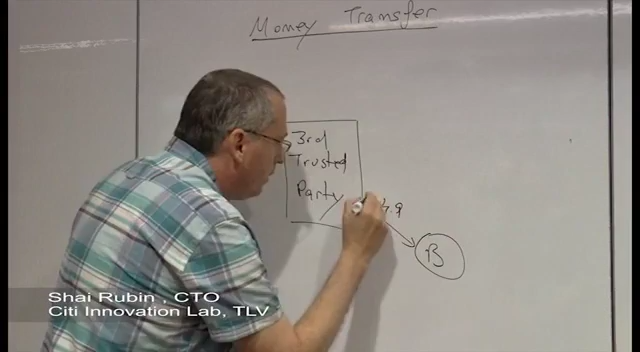 Money Transfer
3rd
Trusted
Party
B
Shai Rubin , CTO
Citi Innovation Lab, TLV